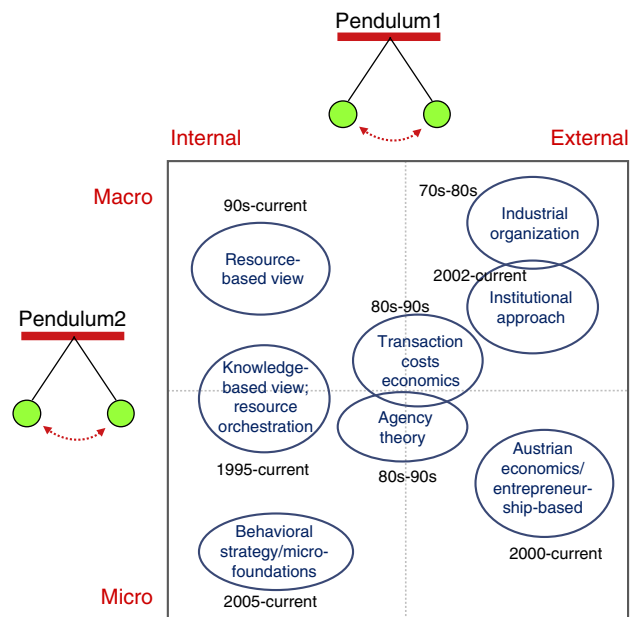 Pendulum1
Internal
External
Macro
70s-80s
90s-current
Industrial
organization
Resource-
based view
2002-current
Institutional
approach
80s-90s
Pendulum2
Transaction
costs
economics
Knowledge-
based view;
resource
orchestration
Agency
theory
Austrian
economics/
entrepreneur-
ship-based
1995-current
80s-90s
Behavioral
strategy/micro-
foundations
2000-current
Micro
2005-current